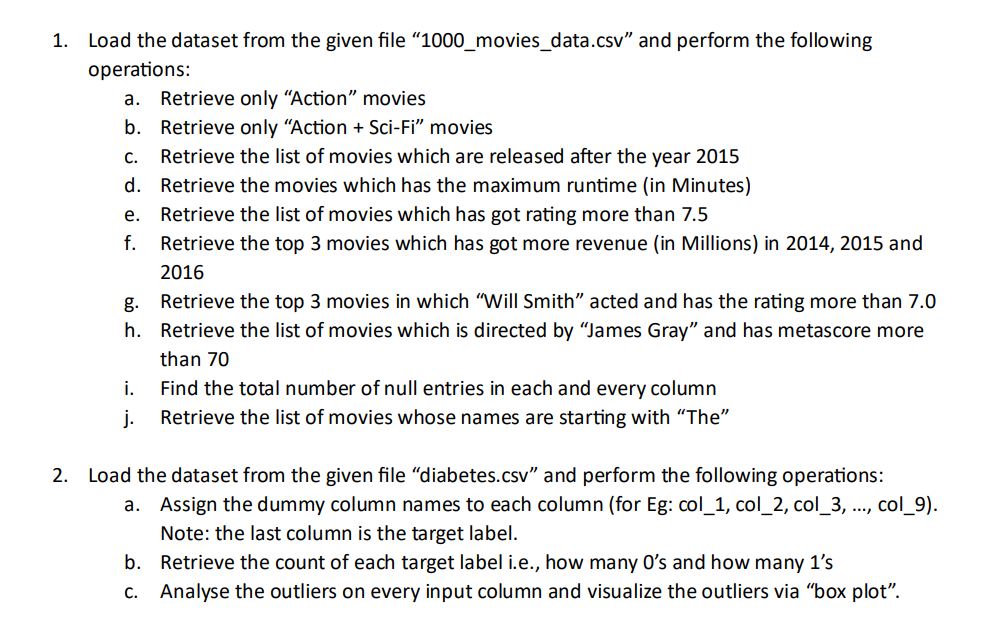 1. Load the dataset from the given file “1000_movies_data.csv” and perform the following
operations:
a. Retrieve only “Action” movies
b. Retrieve only “Action + Sci-Fi” movies
c. Retrieve the list of movies which are released after the year 2015
d. Retrieve the movies which has the maximum runtime (in Minutes)
e. Retrieve the list of movies which has got rating more than 7.5
f. Retrieve the top 3 movies which has got more revenue (in Millions) in 2014, 2015 and
2016
g. Retrieve the top 3 movies in which “Will Smith” acted and has the rating more than 7.0
h. Retrieve the list of movies which is directed by “James Gray” and has metascore more
than 70
i. Find the total number of null entries in each and every column
j. Retrieve the list of movies whose names are starting with “The”
2. Load the dataset from the given file “diabetes.csv” and perform the following operations:
a. Assign the dummy column names to each column (for Eg: col_1, col_2, col_3, ..., col_9).
Note: the last column is the target label.
b. Retrieve the count of each target label i.e., how many 0’s and how many 1’s
c. Analyse the outliers on every input column and visualize the outliers via “box plot”.